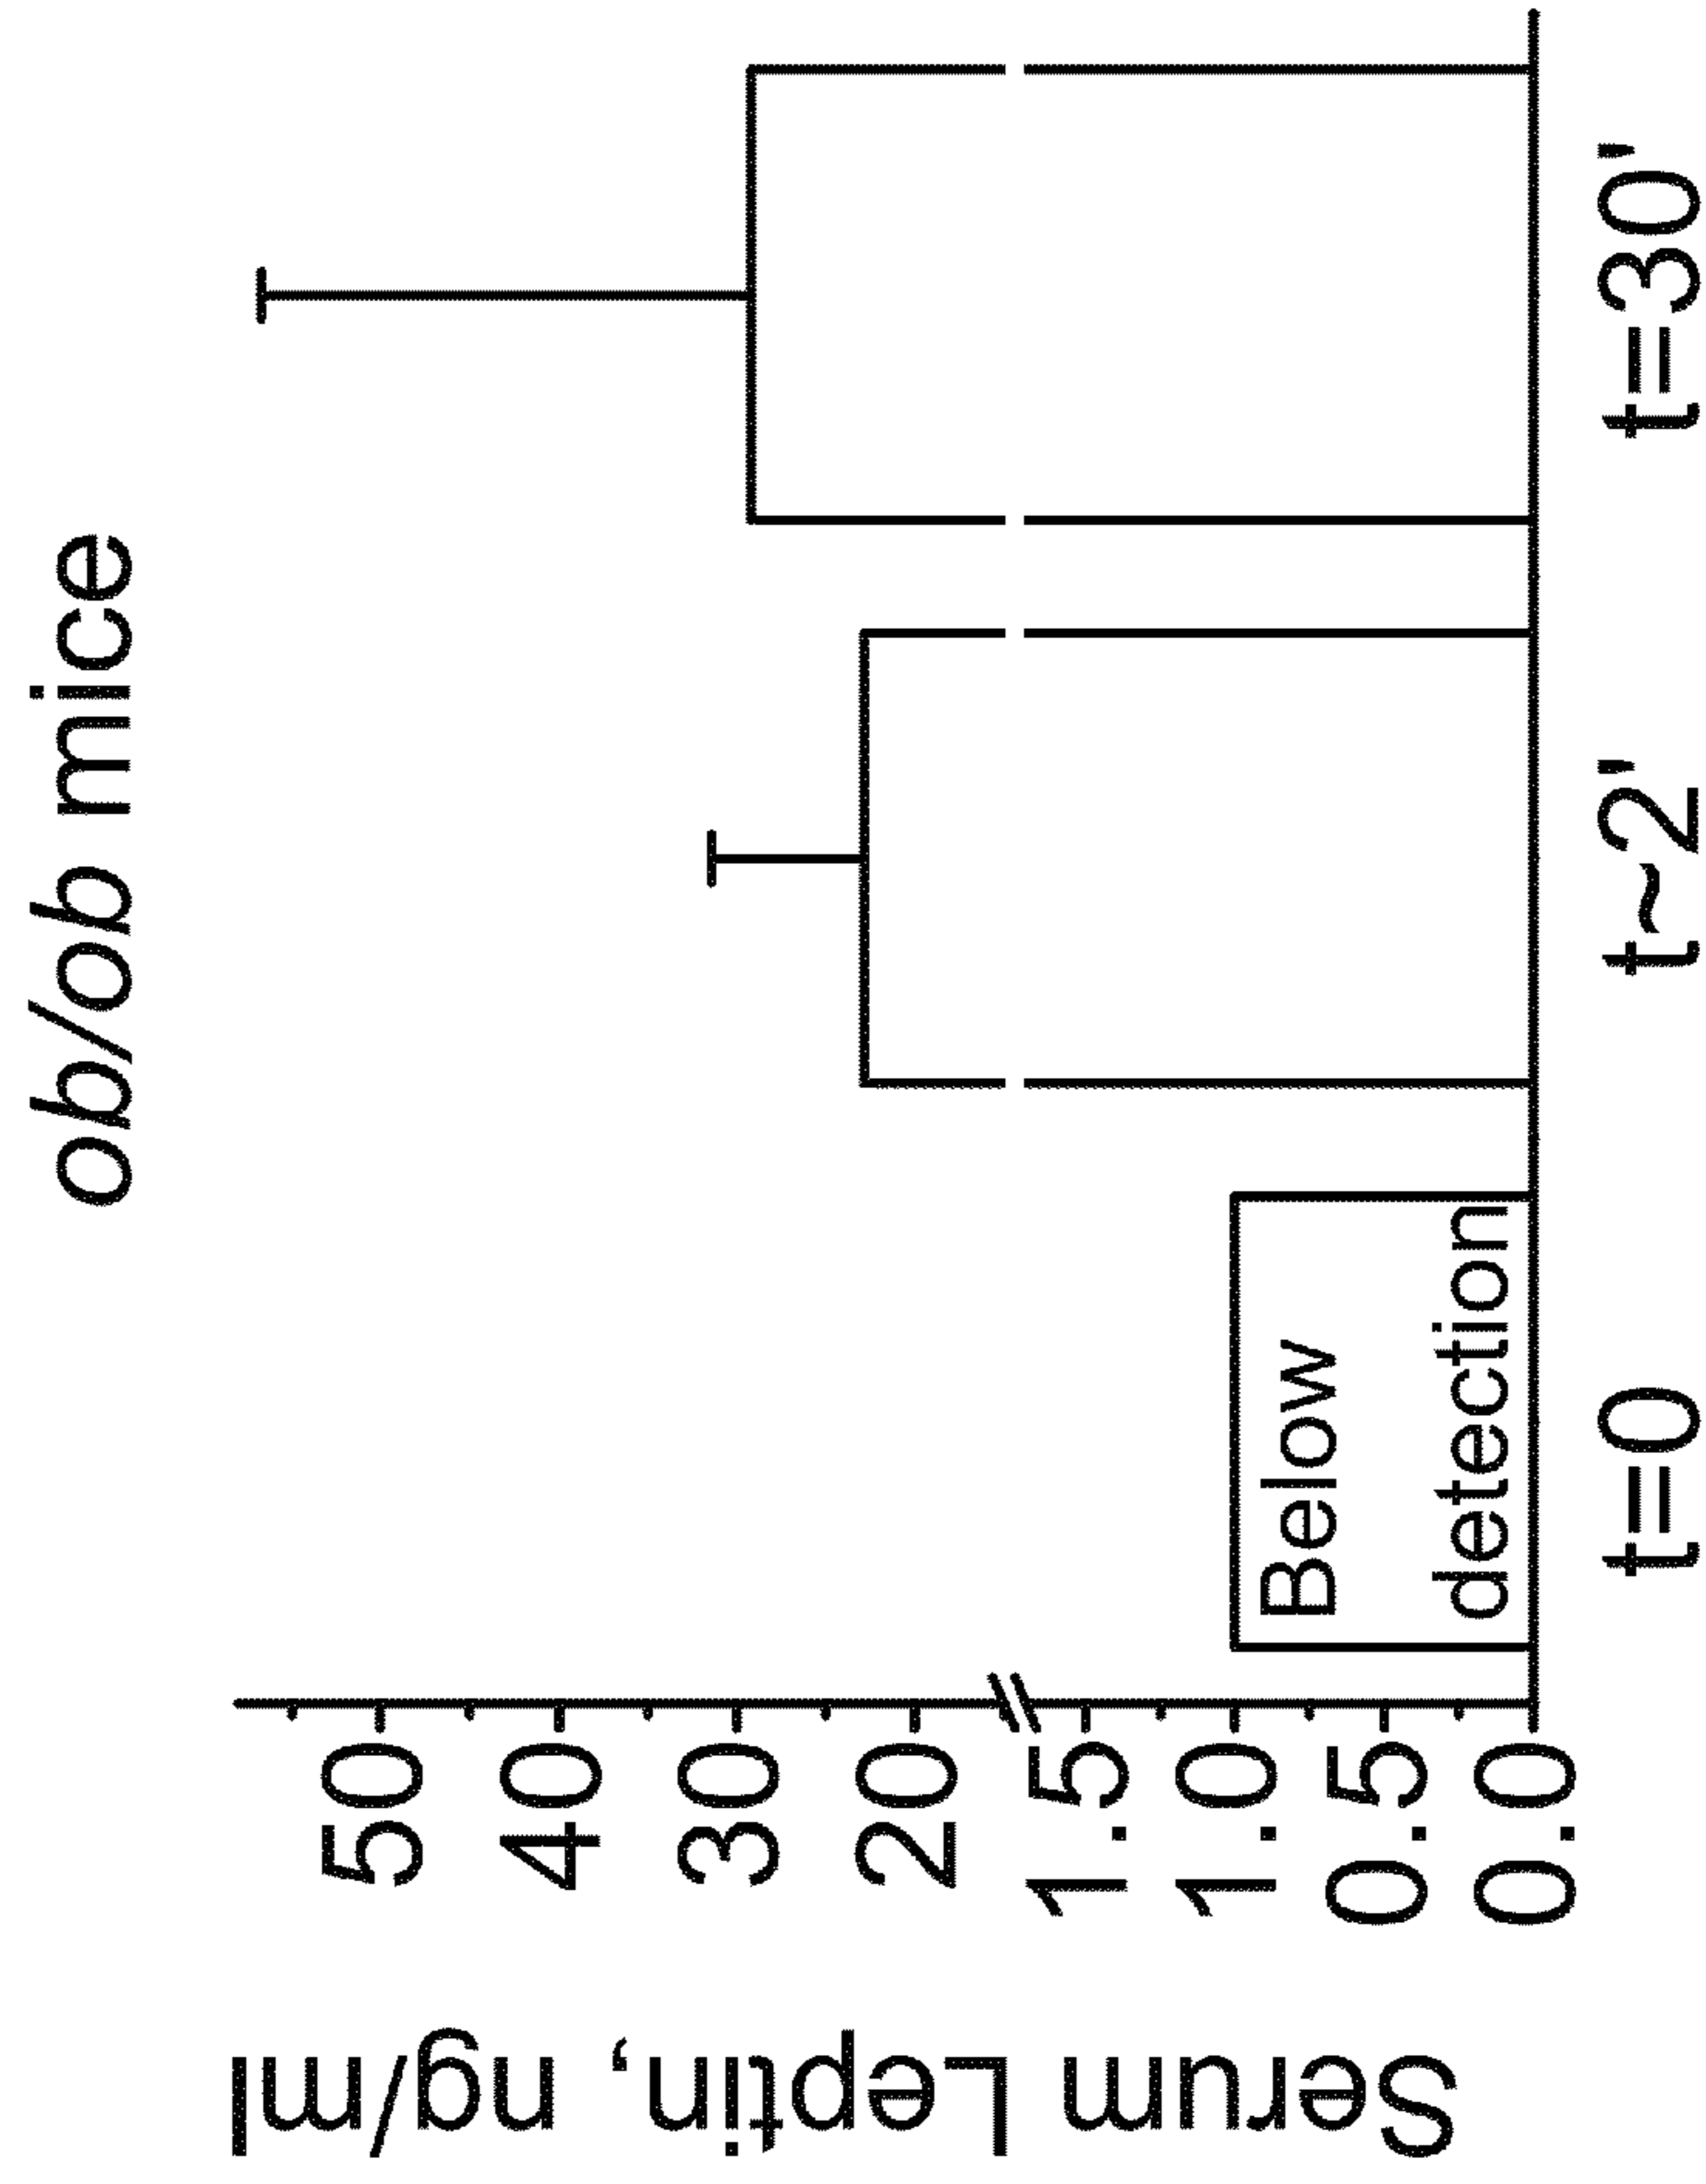 ob/ob mice
Serum Leptin, ng/ml
50
40
30
20
1.5
1.0
0.5
0.0
Below
detection
t=0
t~2'
t=30'